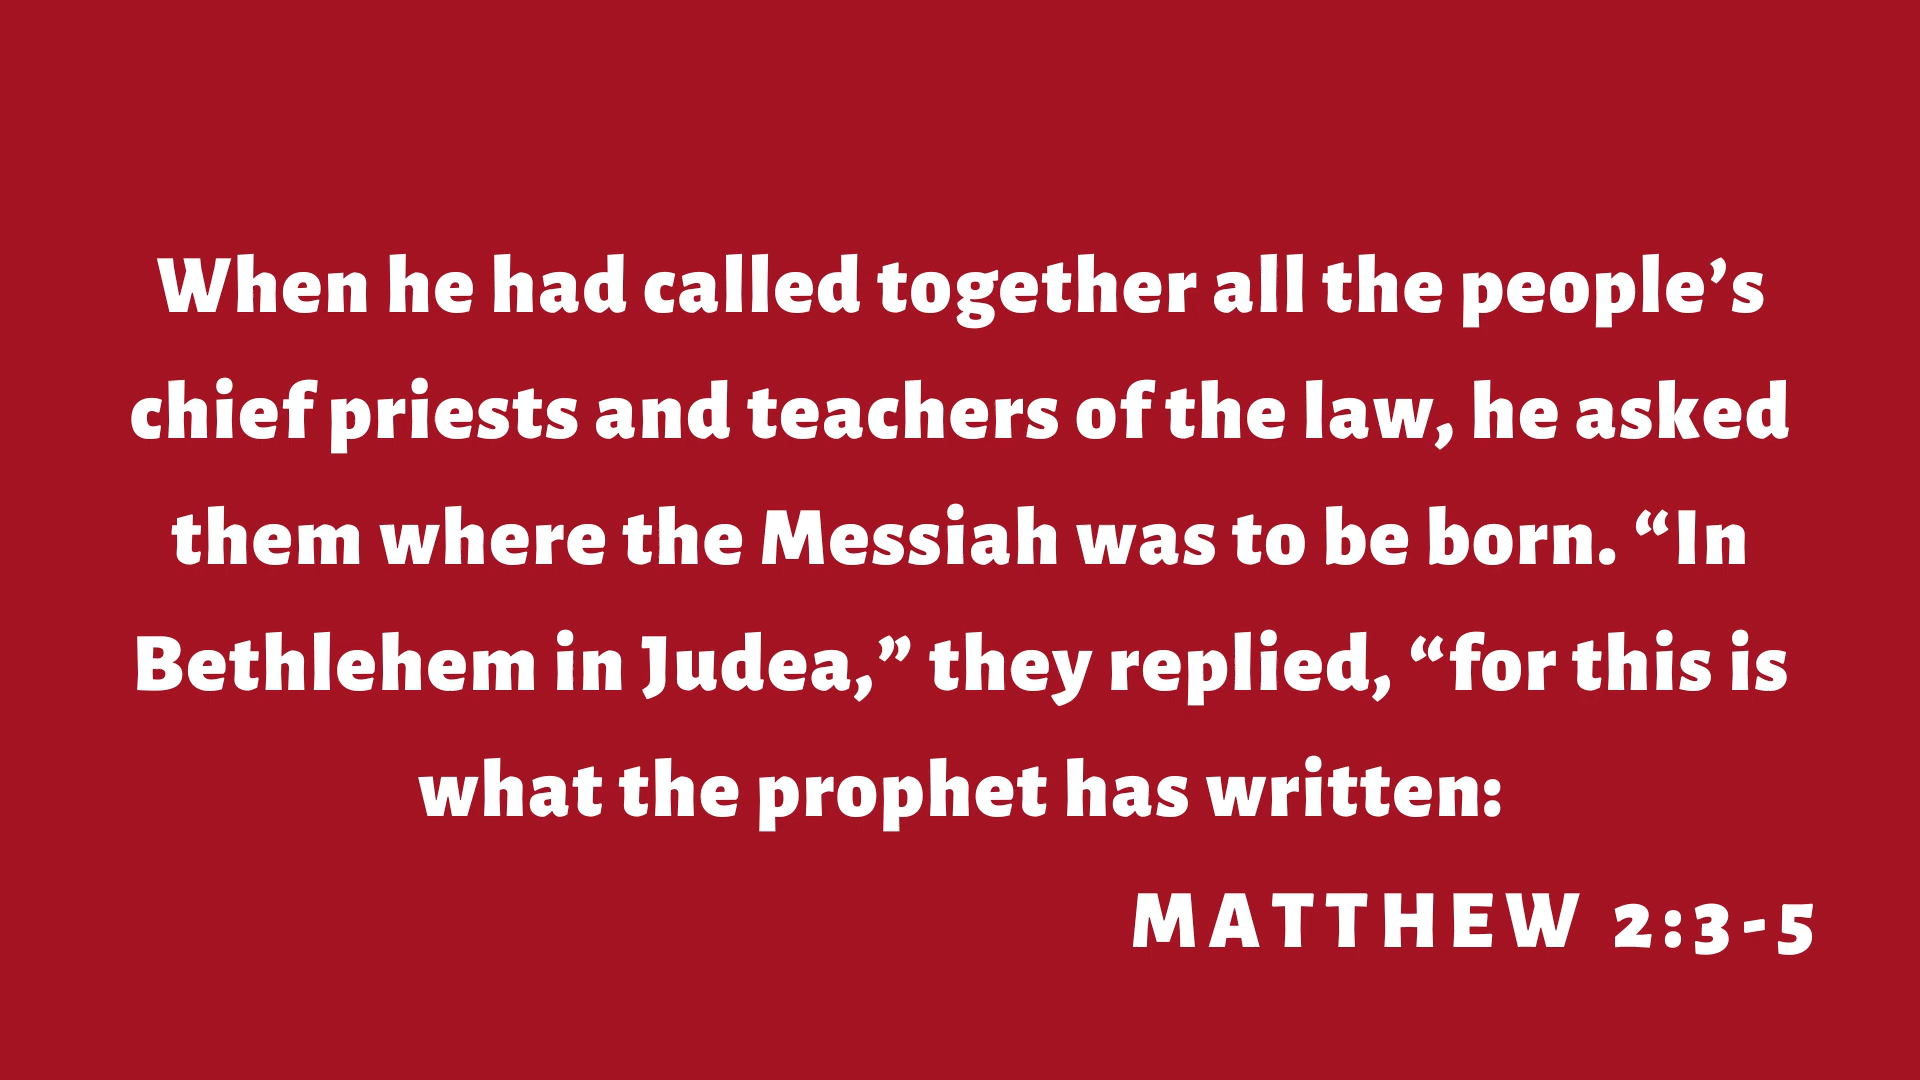 When he had called together all the people’s
chief priests and teachers of the law, he asked
them where the Messiah was to be born. “In
Bethlehem in Judea,” they replied, “for this is
what the prophet has written:
MATTHEW 2:3-5